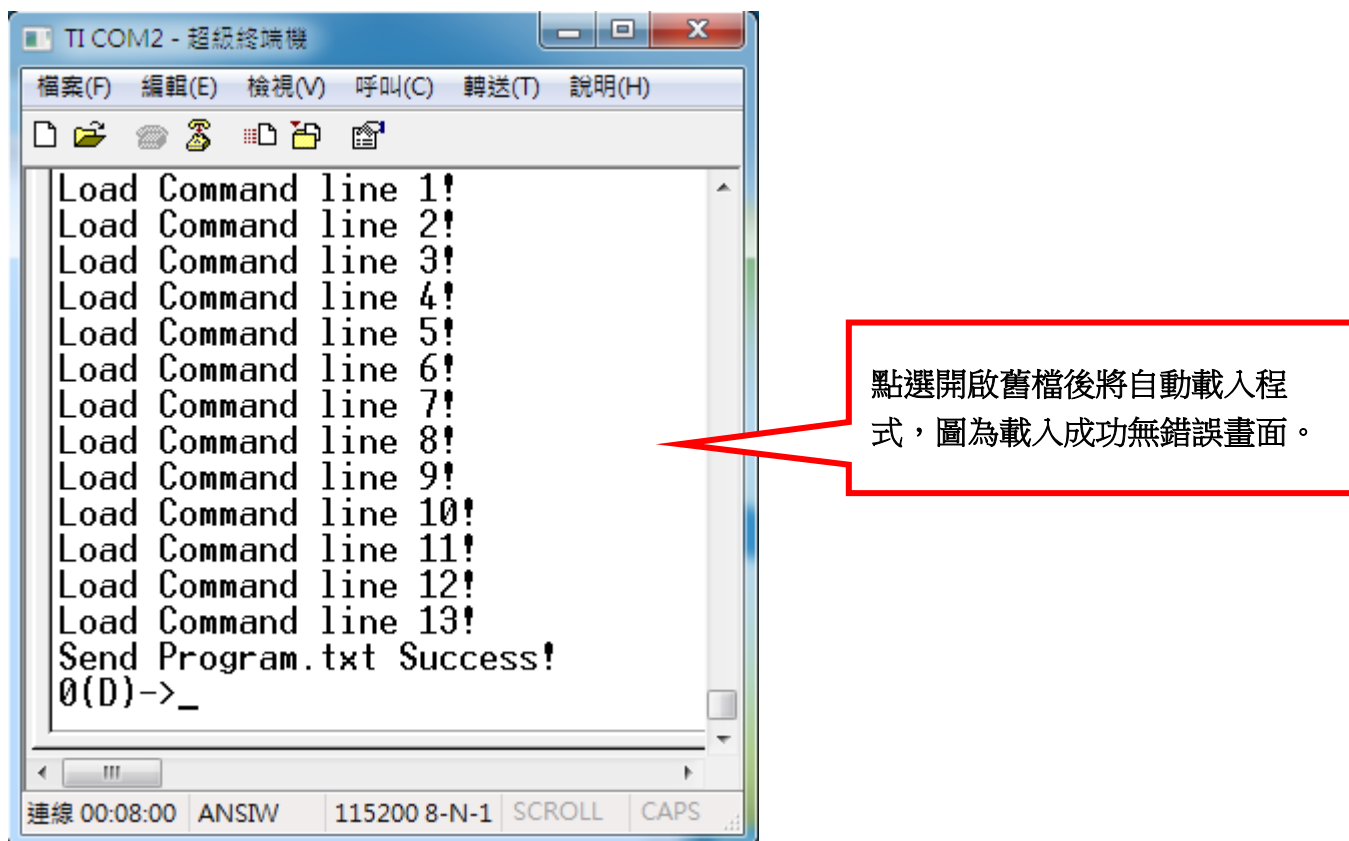 TI COM2 - 超級終端機
檔案(F) 編輯(E) 檢視(V) 呼叫(C) 轉送(T) 說明(H)
Load Command line 1!
Load Command line 2!
Load Command line 3!
Load Command line 4!
Load Command line 5!
Load Command line 6!
Load Command line 7!
Load Command line 8!
Load Command line 9!
Load Command line 10!
Load Command line 11!
Load Command line 12!
Load Command line 13!
Send Program.txt Success!
0(D)->_
連線 00:08:00 ANSIW 115200 8-N-1 SCROLL CAPS
點選開啟舊檔後將自動載入程
式，圖為載入成功無錯誤畫面。